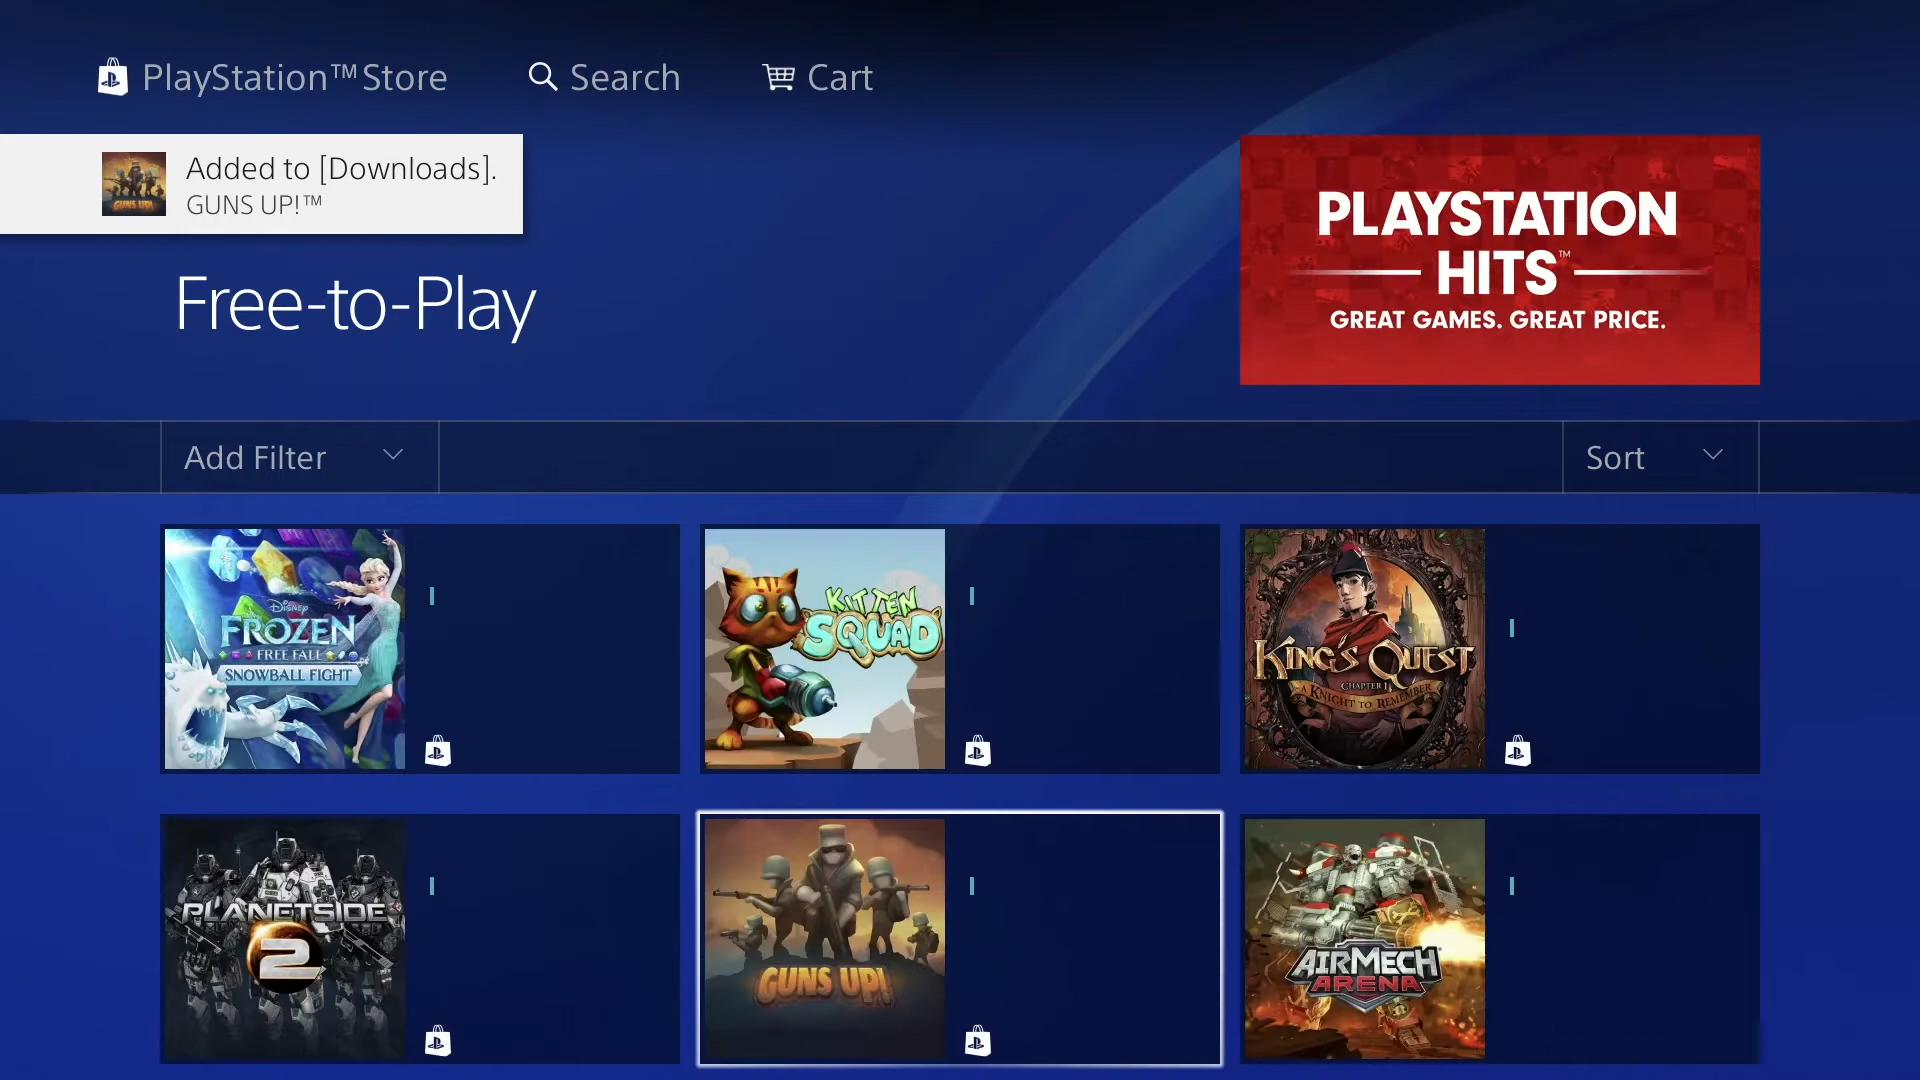 PlayStation™Store
Search
Cart
Added to [Downloads].
GUNS UP!™
Free-to-Play
PLAYSTATION
HITS™
GREAT GAMES. GREAT PRICE.
Add Filter
Sort
Disney
FROZEN
FREE FALL
SNOWBALL FIGHT
KITTEN
SQUAD
KING'S QUEST
CHAPTER I
A KNIGHT TO REMEMBER
PLANETSIDE
2
GUNS UP!
AIRMECH
ARENA